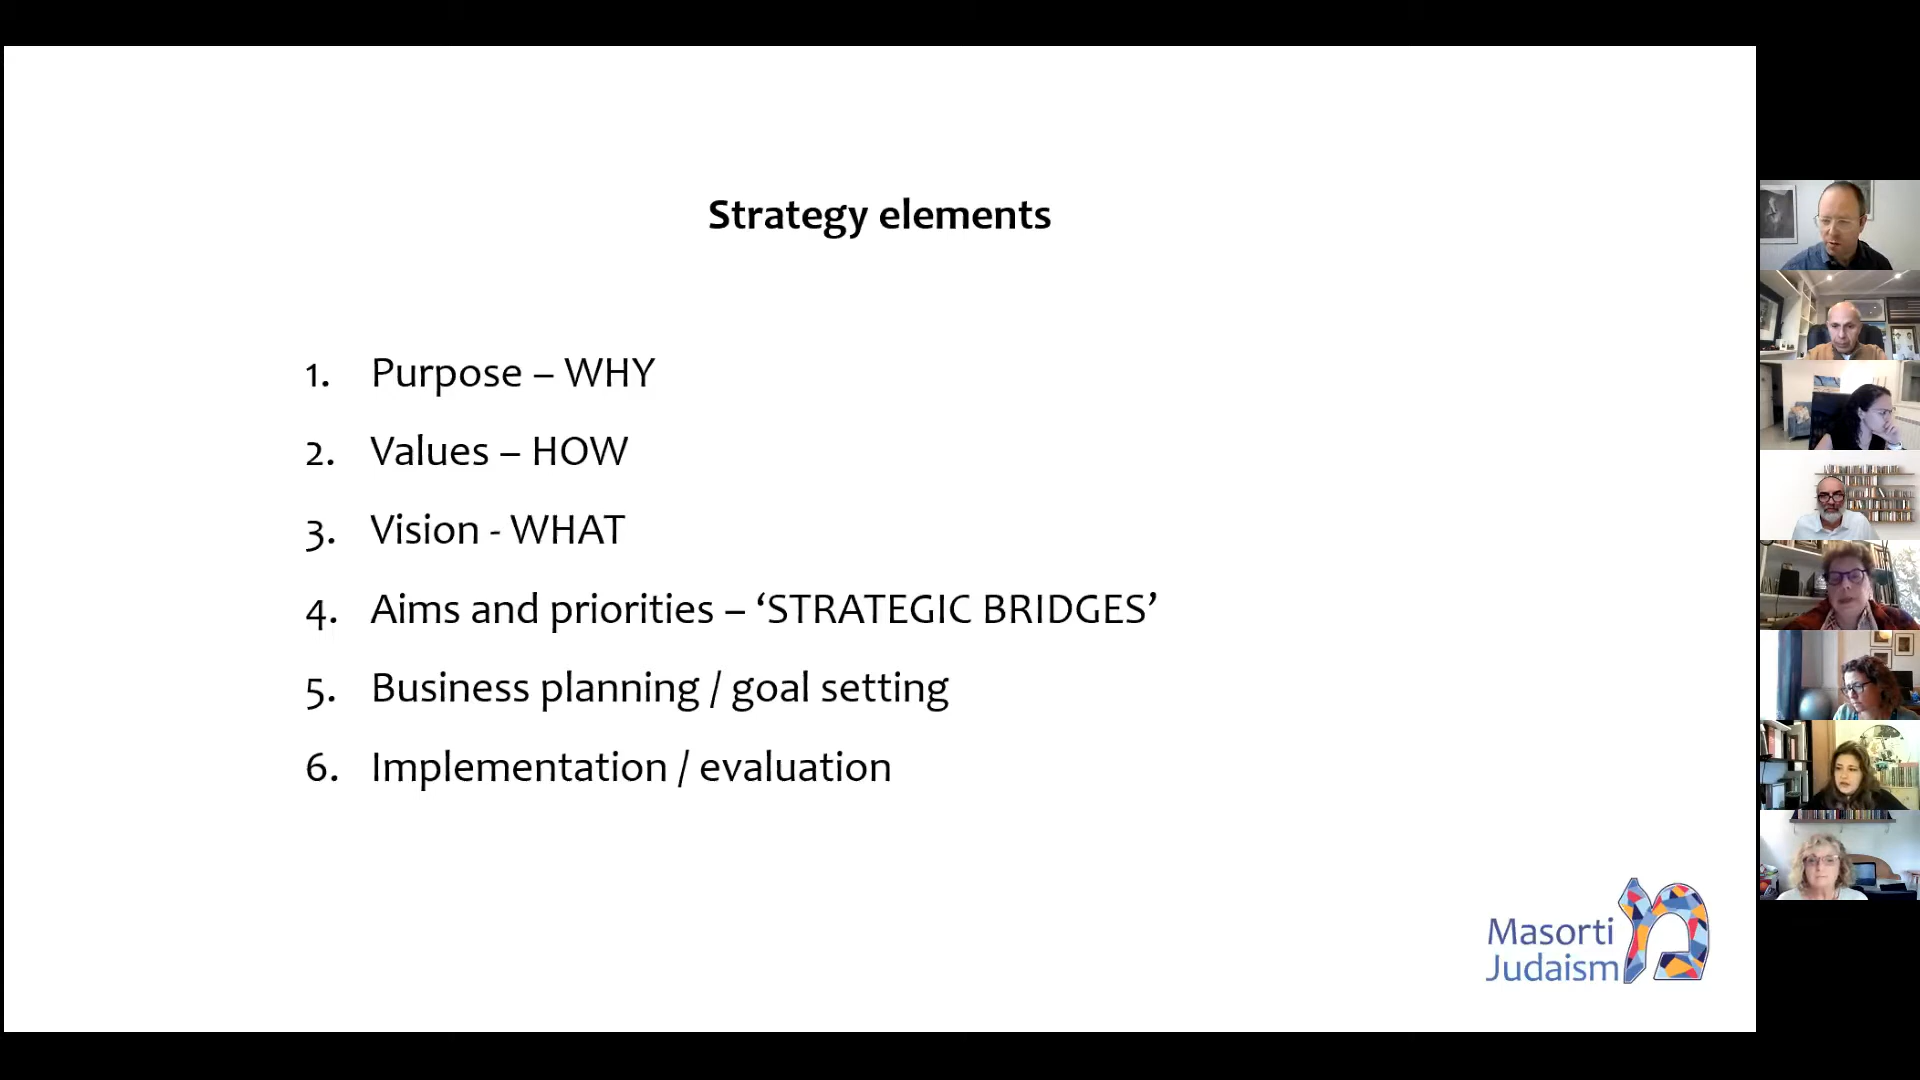 Strategy elements
1. Purpose – WHY
2. Values – HOW
3. Vision - WHAT
4. Aims and priorities – ‘STRATEGIC BRIDGES’
5. Business planning / goal setting
6. Implementation / evaluation
Masorti
Judaism